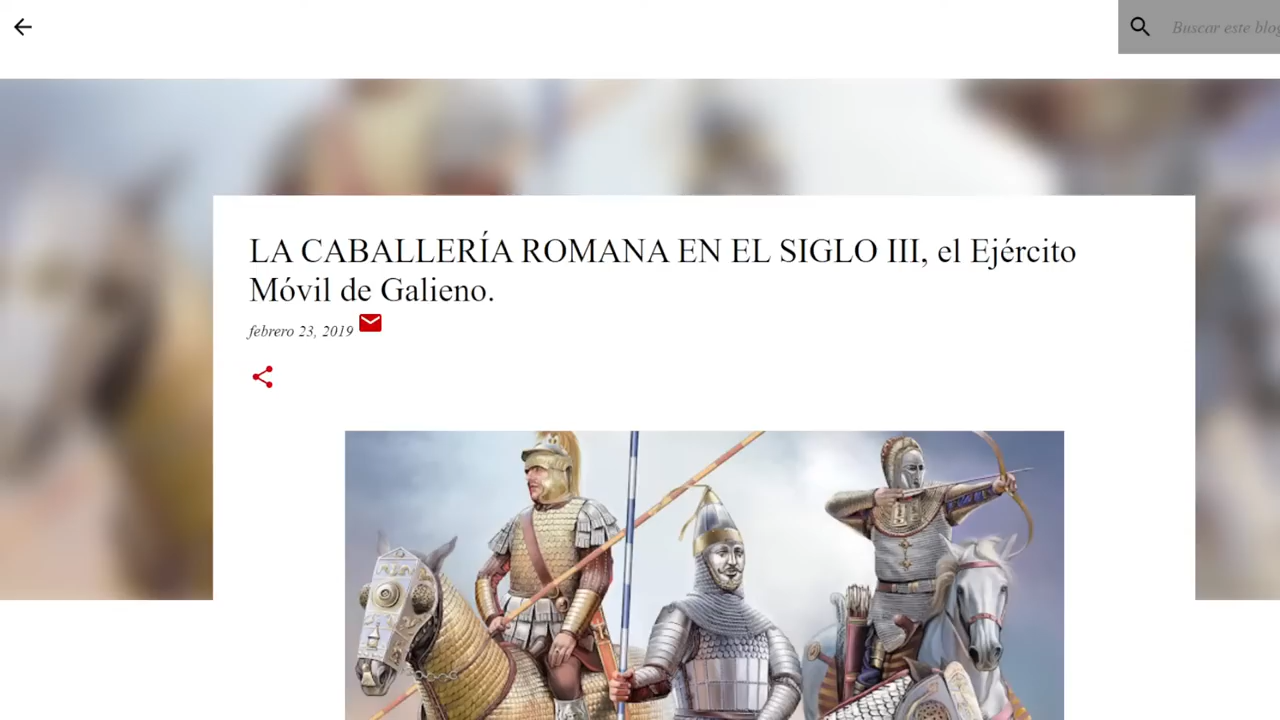 Buscar este blog
LA CABALLERÍA ROMANA EN EL SIGLO III, el Ejército
Móvil de Galieno.
febrero 23, 2019